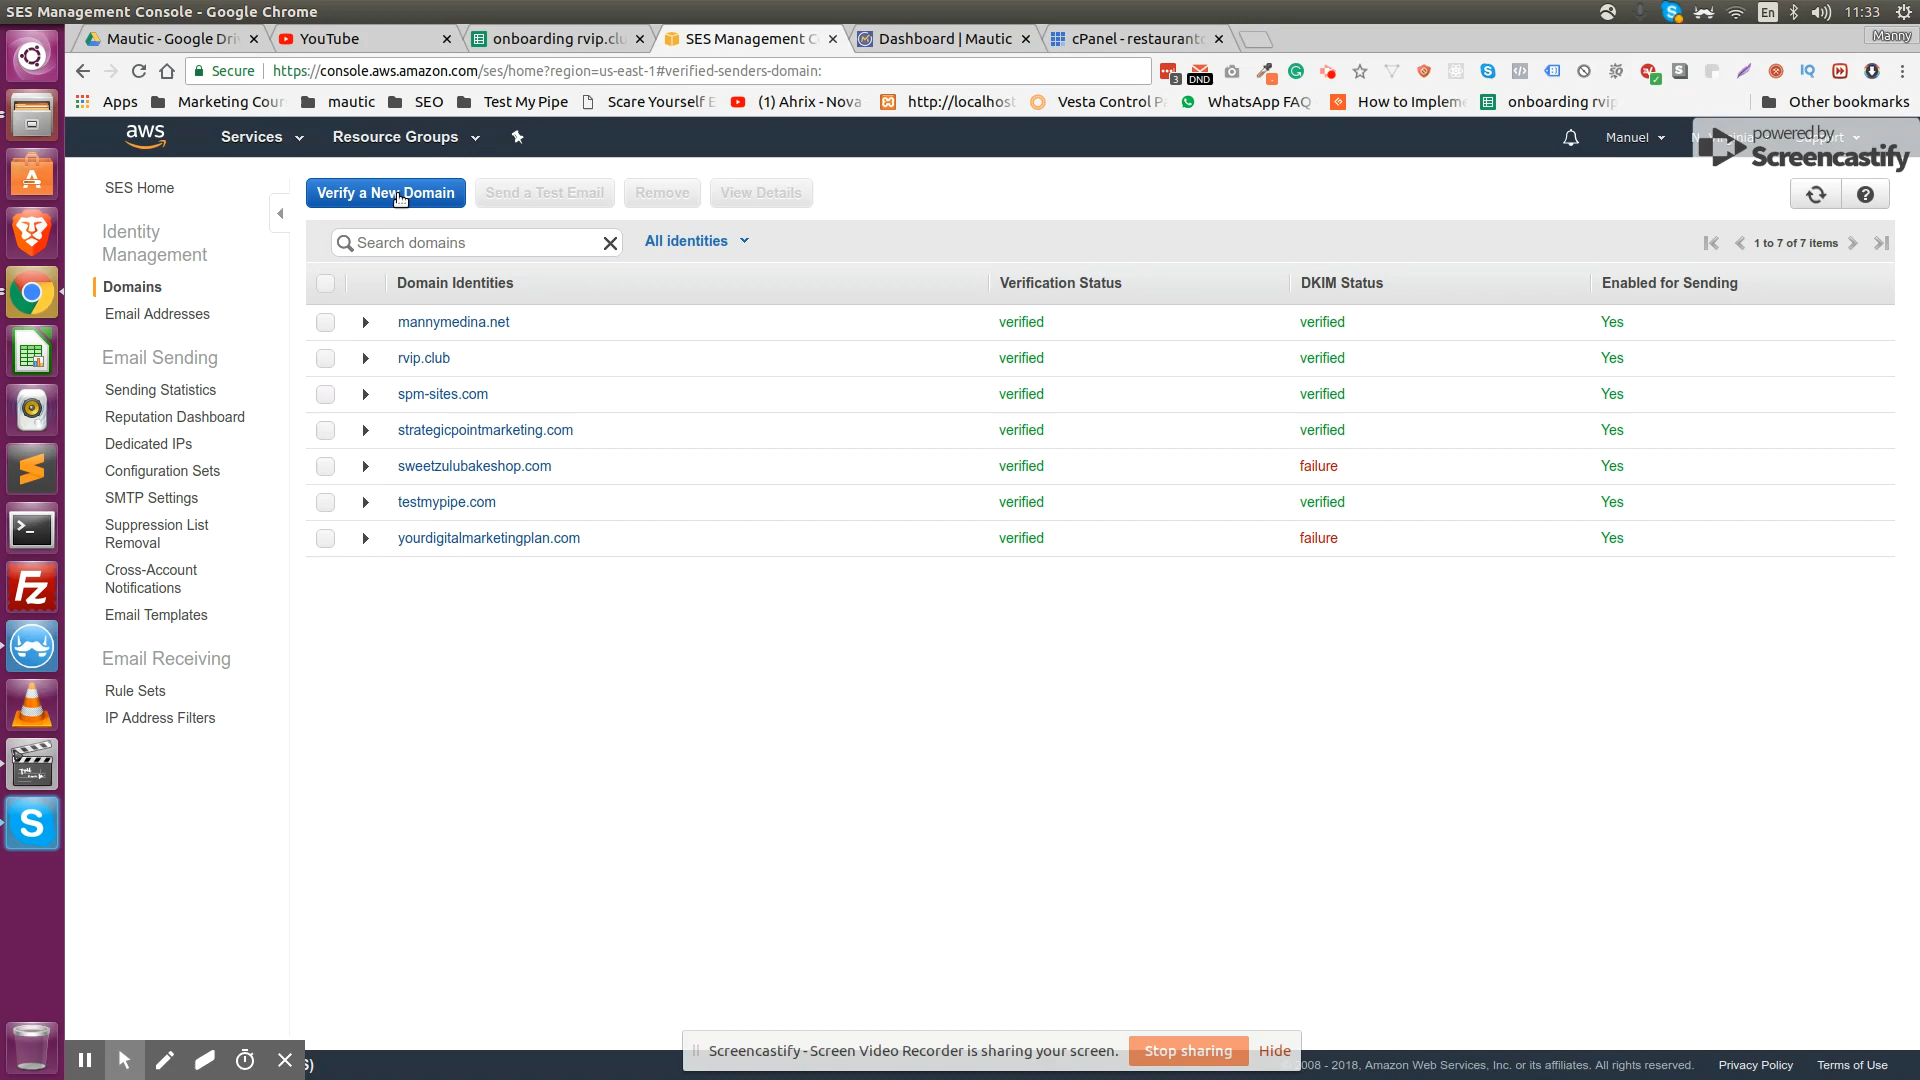 SES Management Console - Google Chrome
En
11:33
Mautic - Google Dri
YouTube
onboarding rvip.clu
SES Management C
Dashboard | Mautic
cPanel - restaurant
Manny
Secure
https://console.aws.amazon.com/ses/home?region=us-east-1#verified-senders-domain:
3
DND
IQ
Apps
Marketing Cour
mautic
SEO
Test My Pipe
Scare Yourself
(1) Ahrix - Nova
http://localhost
Vesta Control P
WhatsApp FAQ
How to Implem
onboarding rvip
Other bookmarks
aws
Services
Resource Groups
Manuel
powered by
Screencastify
SES Home
Identity
Management
Domains
Email Addresses
Email Sending
Sending Statistics
Reputation Dashboard
Dedicated IPs
Configuration Sets
SMTP Settings
Suppression List
Removal
Cross-Account
Notifications
Email Templates
Email Receiving
Rule Sets
IP Address Filters
Verify a New Domain
Send a Test Email
Remove
View Details
Search domains
All identities
1 to 7 of 7 items
Domain Identities Verification Status DKIM Status Enabled for Sending
mannymedina.net verified verified Yes
rvip.club verified verified Yes
spm-sites.com verified verified Yes
strategicpointmarketing.com verified verified Yes
sweetzulubakeshop.com verified failure Yes
testmypipe.com verified verified Yes
yourdigitalmarketingplan.com verified failure Yes
Screencastify - Screen Video Recorder is sharing your screen.
Stop sharing
Hide
2008 - 2018, Amazon Web Services, Inc. or its affiliates. All rights reserved.
Privacy Policy
Terms of Use